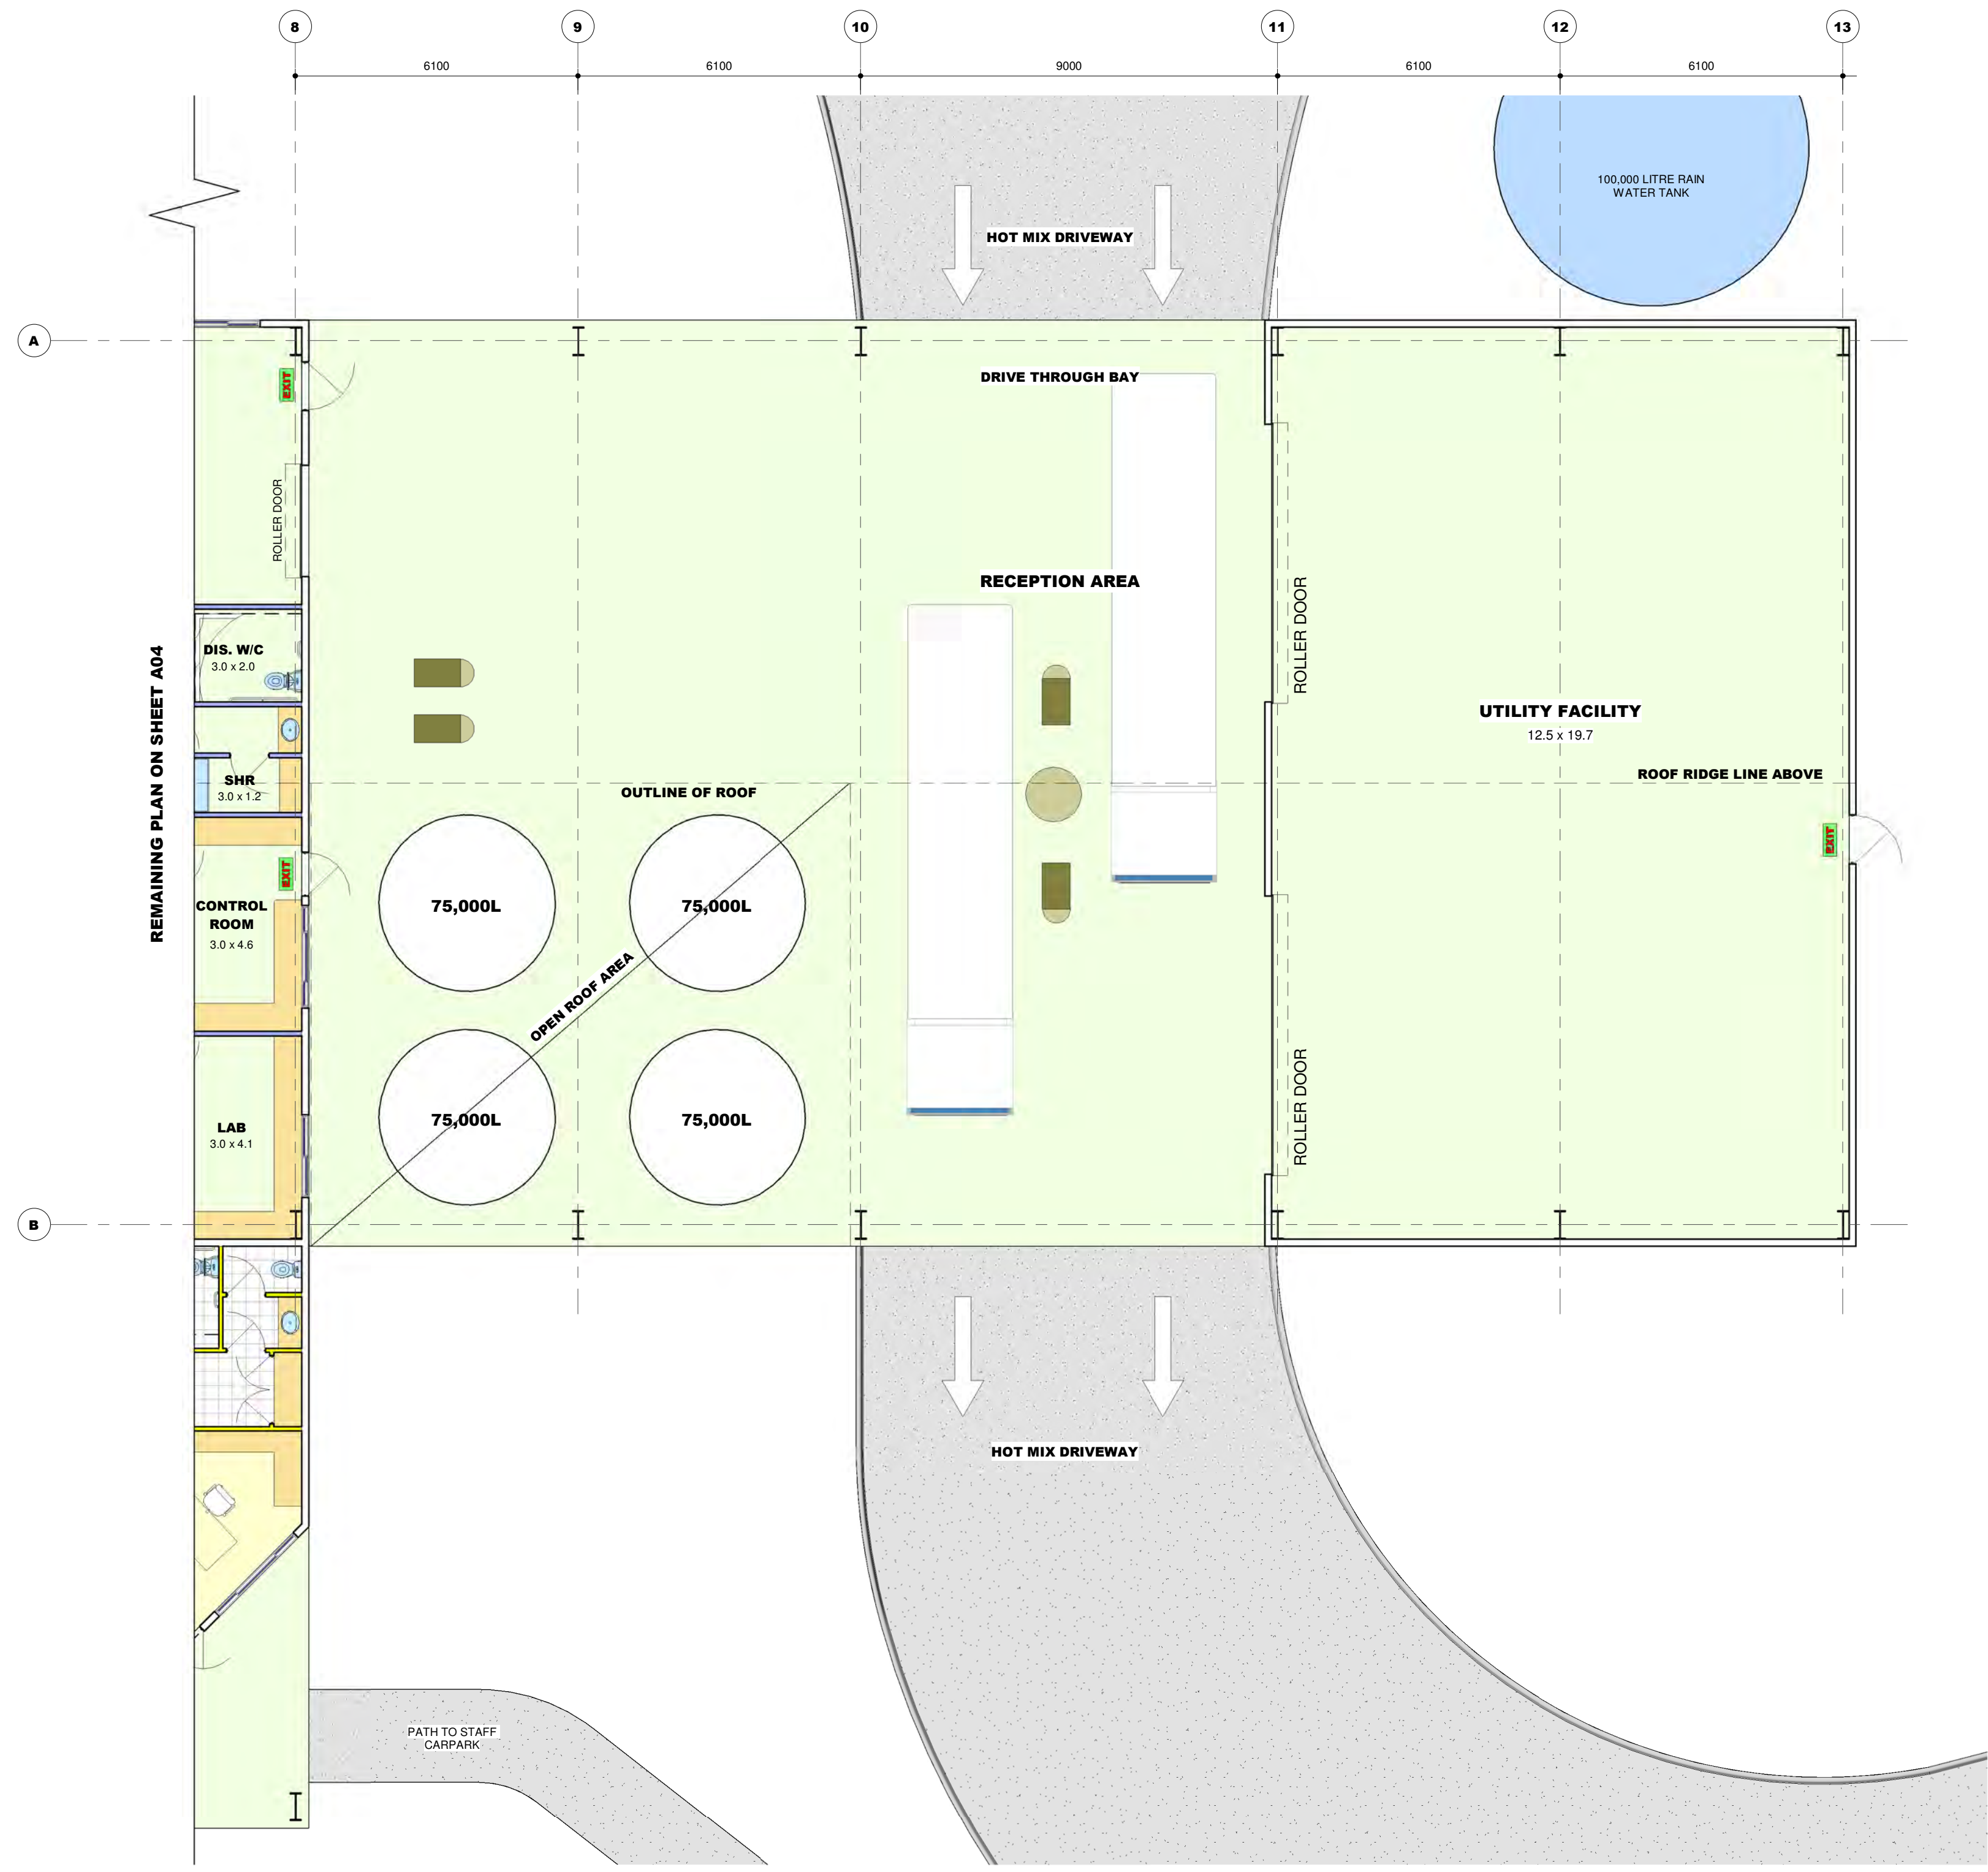 8
9
10
11
12
13
6100
6100
9000
6100
6100
100,000 LITRE RAIN
WATER TANK
HOT MIX DRIVEWAY
A
DRIVE THROUGH BAY
EXIT
ROLLER DOOR
RECEPTION AREA
ROLLER DOOR
REMAINING PLAN ON SHEET A04
DIS. W/C
3.0 x 2.0
UTILITY FACILITY
12.5 x 19.7
SHR
3.0 x 1.2
OUTLINE OF ROOF
ROOF RIDGE LINE ABOVE
EXIT
EXIT
CONTROL
ROOM
3.0 x 4.6
75,000L
75,000L
OPEN ROOF AREA
LAB
3.0 x 4.1
75,000L
75,000L
ROLLER DOOR
B
HOT MIX DRIVEWAY
PATH TO STAFF
CARPARK